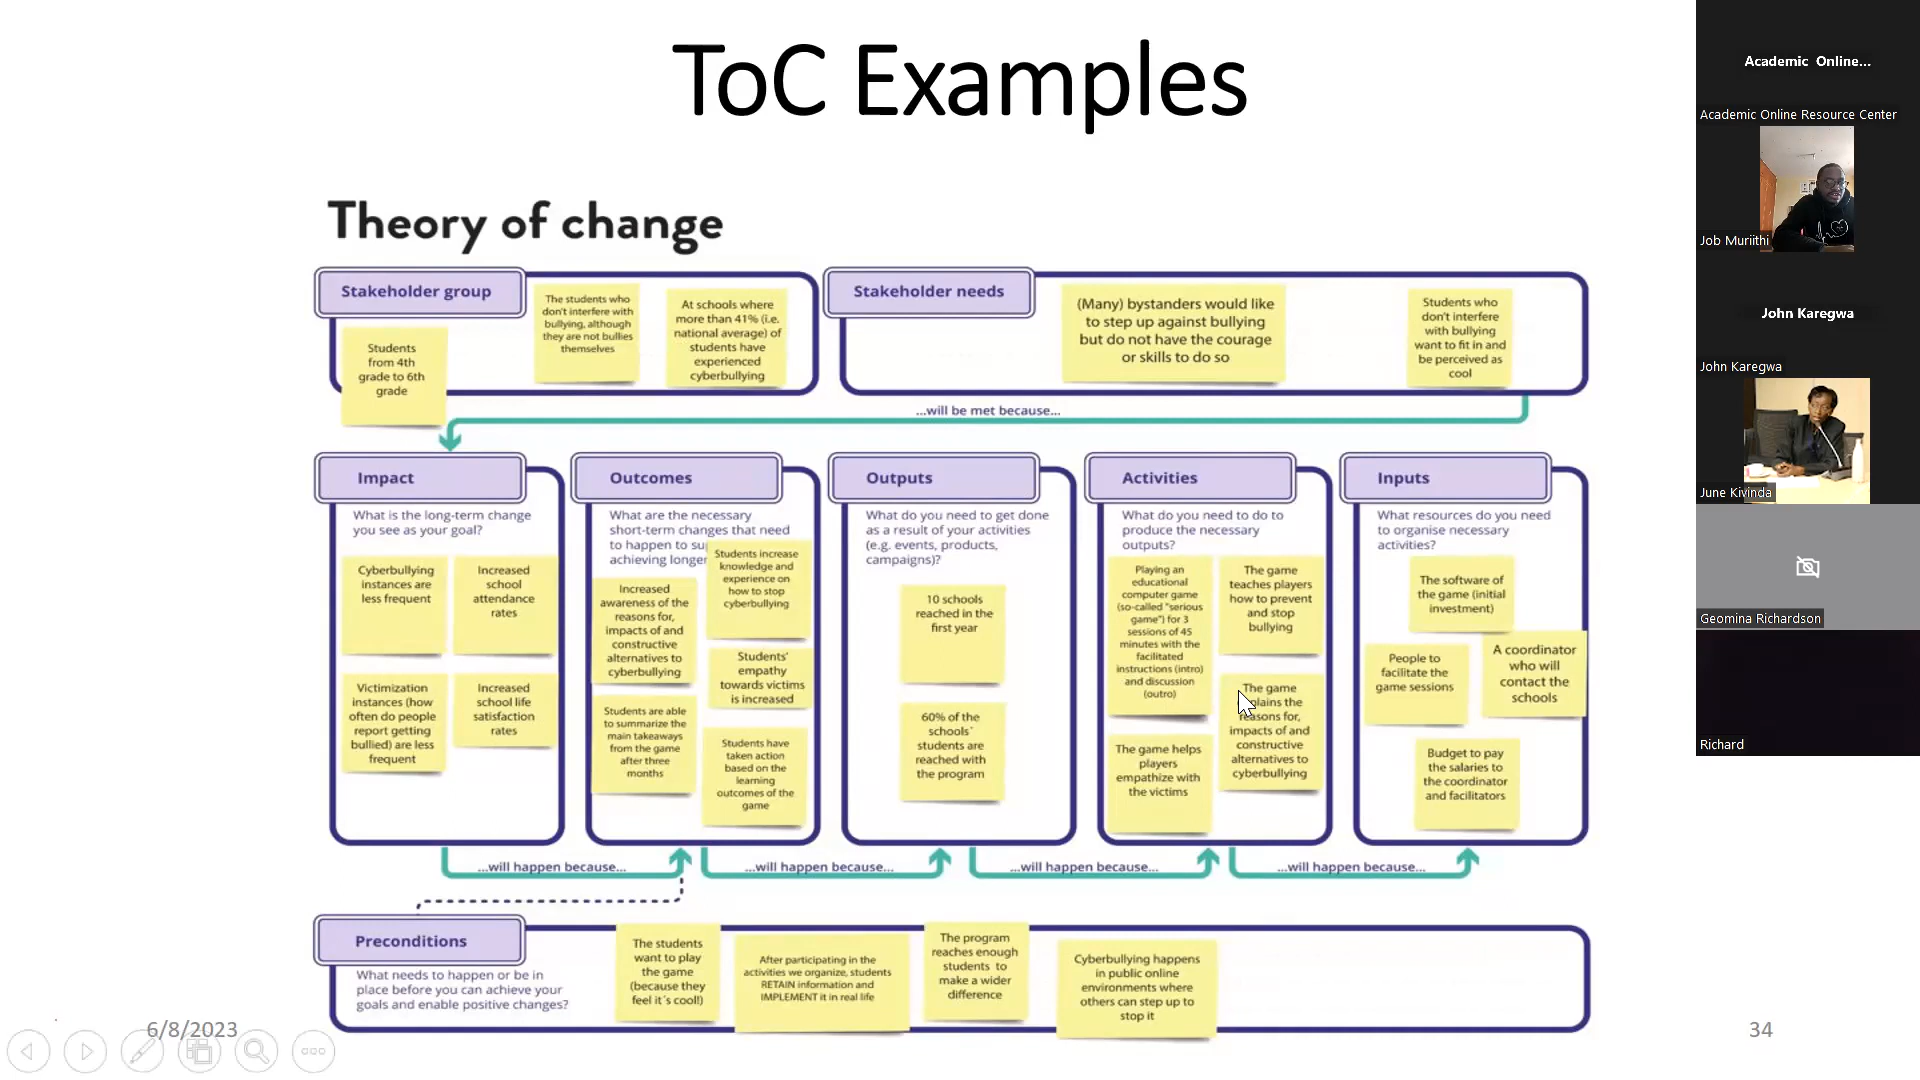 ToC Examples
Theory of change
Stakeholder group
Students
from 4th
grade to 6th
grade
The students who
don't interfere with
bullying, although
they are not bullies
themselves
At schools where
more than 41% (i.e.
national average) of
students have
experienced
cyberbullying
Stakeholder needs
(Many) bystanders would like
to step up against bullying
but do not have the courage
or skills to do so
Students who
don't interfere
with bullying
want to fit in and
be perceived as
cool
...will be met because...
Impact
What is the long-term change
you see as your goal?
Cyberbullying
instances are
less frequent
Increased
school
attendance
rates
Victimization
instances (how
often do people
report getting
bullied) are less
frequent
Increased
school life
satisfaction
rates
Outcomes
What are the necessary
short-term changes that need
to happen to su
achieving longer
Students increase
knowledge and
experience on
how to stop
cyberbullying
Increased
awareness of the
reasons for,
impacts of and
constructive
alternatives to
cyberbullying
Students'
empathy
towards victims
is increased
Students are able
to summarize the
main takeaways
from the game
after three
months
Students have
taken action
based on the
learning
outcomes of the
game
Outputs
What do you need to get done
as a result of your activities
(e.g. events, products,
campaigns)?
10 schools
reached in the
first year
60% of the
schools´
students are
reached with
the program
Activities
What do you need to do to
produce the necessary
outputs?
Playing an
educational
computer game
(so-called "serious
game") for 3
sessions of 45
minutes with the
facilitated
instructions (intro)
and discussion
(outro)
The game
teaches players
how to prevent
and stop
bullying
The game helps
players
empathize with
the victims
The game
plains the
reasons for,
impacts of and
constructive
alternatives to
cyberbullying
Inputs
What resources do you need
to organise necessary
activities?
The software of
the game (initial
investment)
People to
facilitate the
game sessions
A coordinator
who will
contact the
schools
Budget to pay
the salaries to
the coordinator
and facilitators
...will happen because...
...will happen because...
...will happen because...
...will happen because...
Preconditions
What needs to happen or be in
place before you can achieve your
goals and enable positive changes?
The students
want to play
the game
(because they
feel it´s cool!)
After participating in the
activities we organize, students
RETAIN information and
IMPLEMENT it in real life
The program
reaches enough
students to
make a wider
difference
Cyberbullying happens
in public online
environments where
others can step up to
stop it
6/8/2023
34
Academic Online...
Academic Online Resource Center
Job Muriithi
John Karegwa
John Karegwa
June Kivinda
Geomina Richardson
Richard